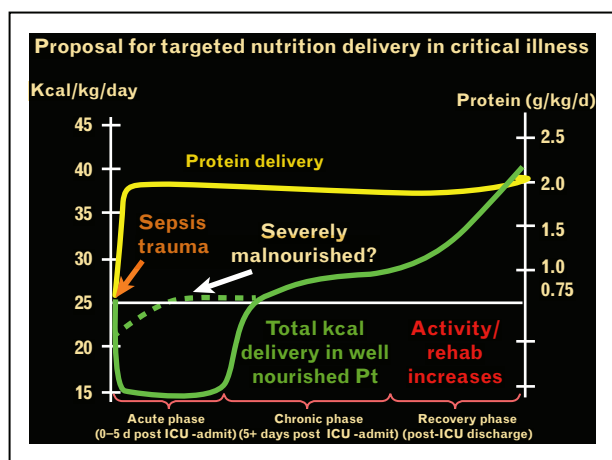 Proposal for targeted nutrition delivery in critical illness
Kcal/kg/day
Protein (g/kg/d)
45
40
35
30
25
20
15
2.5
2.0
1.5
1.0
0.75
Protein delivery
Sepsis
trauma
Severely
malnourished?
Total kcal
delivery in well
nourished Pt
Activity/
rehab
increases
Acute phase
(0–5 d post ICU -admit)
Chronic phase
(5+ days post ICU -admit)
Recovery phase
(post-ICU discharge)